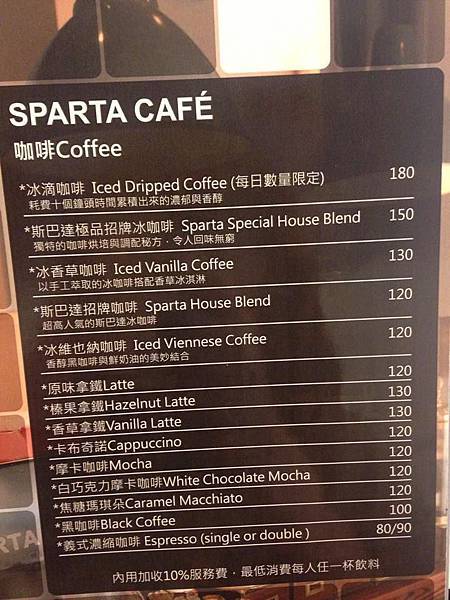 SPARTA CAFÉ
咖啡Coffee
*冰滴咖啡 Iced Dripped Coffee (每日數量限定) 180
耗費十個鐘頭時間累積出來的濃郁與香醇
*斯巴達極品招牌冰咖啡 Sparta Special House Blend 150
獨特的咖啡烘培與調配秘方，令人回味無窮
*冰香草咖啡 Iced Vanilla Coffee 130
以手工萃取的冰咖啡搭配香草冰淇淋
*斯巴達招牌咖啡 Sparta House Blend 120
超高人氣的斯巴達冰咖啡
*冰維也納咖啡 Iced Viennese Coffee 120
香醇黑咖啡與鮮奶油的美妙結合
*原味拿鐵Latte 120
*榛果拿鐵Hazelnut Latte 130
*香草拿鐵Vanilla Latte 130
*卡布奇諾Cappuccino 120
*摩卡咖啡Mocha 120
*白巧克力摩卡咖啡White Chocolate Mocha 120
*焦糖瑪琪朵Caramel Macchiato 120
*黑咖啡Black Coffee 100
*義式濃縮咖啡 Espresso (single or double ) 80/90
內用加收10%服務費，最低消費每人任一杯飲料
RTA